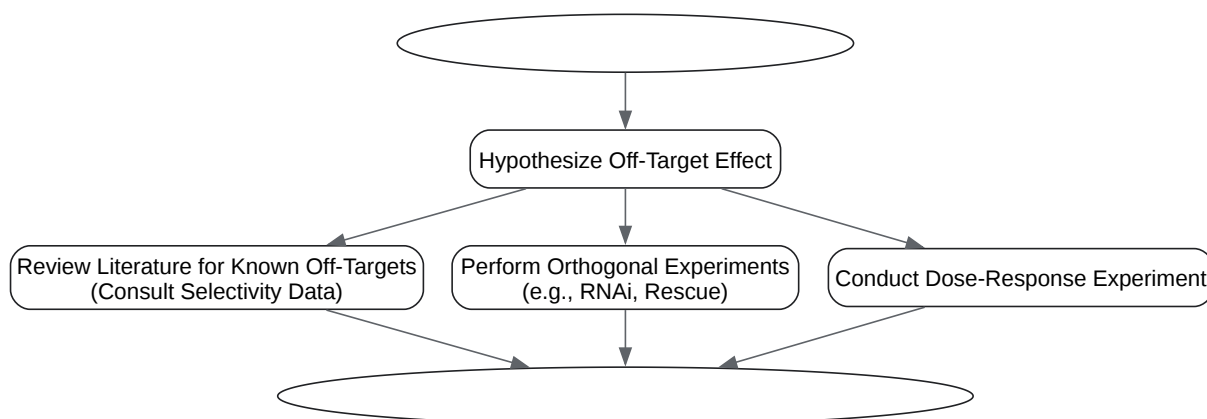 Hypothesize Off-Target Effect
Review Literature for Known Off-Targets
(Consult Selectivity Data)
Perform Orthogonal Experiments
(e.g., RNAi, Rescue)
Conduct Dose-Response Experiment